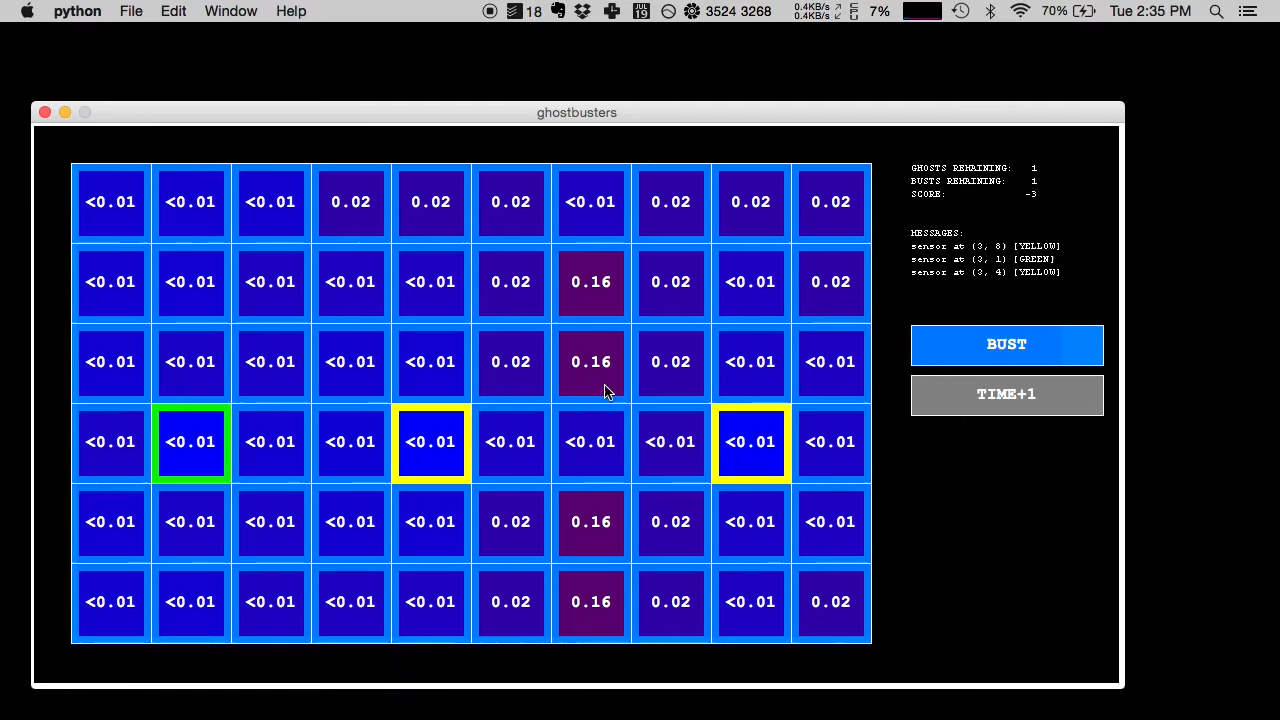 python File Edit Window Help 18 JUL 19 3524 3268 0.4KB/s 0.4KB/s 7% 70% Tue 2:35 PM
ghostbusters
<0.01 <0.01 <0.01 0.02 0.02 0.02 <0.01 0.02 0.02 0.02
<0.01 <0.01 <0.01 <0.01 <0.01 0.02 0.16 0.02 <0.01 0.02
<0.01 <0.01 <0.01 <0.01 <0.01 0.02 0.16 0.02 <0.01 <0.01
<0.01 <0.01 <0.01 <0.01 <0.01 <0.01 <0.01 <0.01 <0.01 <0.01
<0.01 <0.01 <0.01 <0.01 <0.01 0.02 0.16 0.02 <0.01 <0.01
<0.01 <0.01 <0.01 <0.01 <0.01 0.02 0.16 0.02 <0.01 0.02
GHOSTS REMAINING: 1
BUSTS REMAINING: 1
SCORE: -3
MESSAGES:
sensor at (3, 8) [YELLOW]
sensor at (3, 1) [GREEN]
sensor at (3, 4) [YELLOW]
BUST
TIME+1